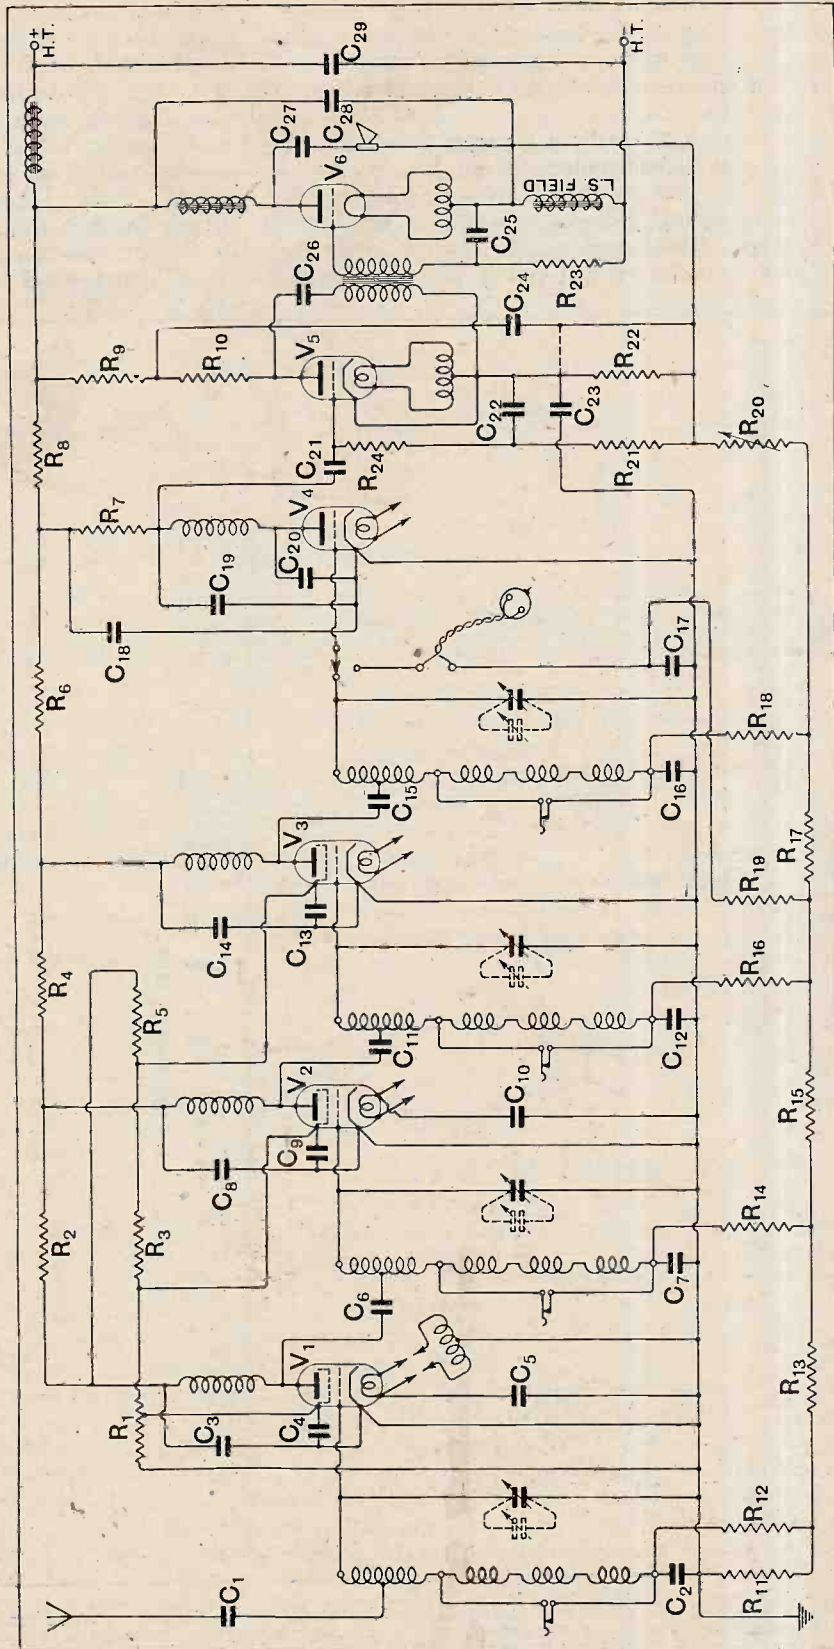 R2
R4
R6
R8
+
H.T.
R1
R3
R5
C18
R7
R9
R10
C1
C3
C8
C14
C19
C21
C26
C27
C4
V1
C9
V2
C13
V3
C20
V4
V5
V6
C28
C29
C6
C11
C15
R24
C5
C10
C22
C25
C24
L.S. FIELD
C23
R23
C2
C7
C12
C16
C17
R21
R22
–
H.T.
R11
R12
R14
R16
R19
R18
R20
R13
R15
R17